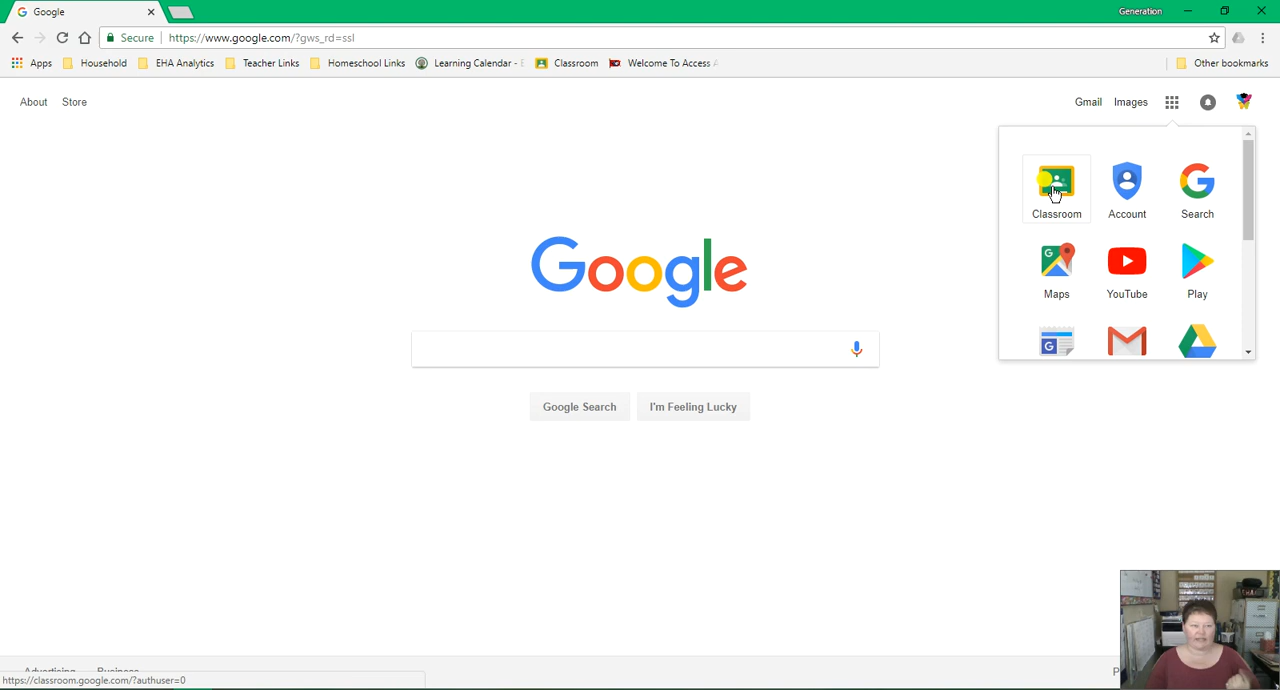 Google
Generation
Secure https://www.google.com/?gws_rd=ssl
Apps Household EHA Analytics Teacher Links Homeschool Links Learning Calendar - E Classroom Welcome To Access A Other bookmarks
About Store
Gmail Images
Classroom Account Search
Maps YouTube Play
Google
Google Search I'm Feeling Lucky
Advertising Business
https://classroom.google.com/?authuser=0